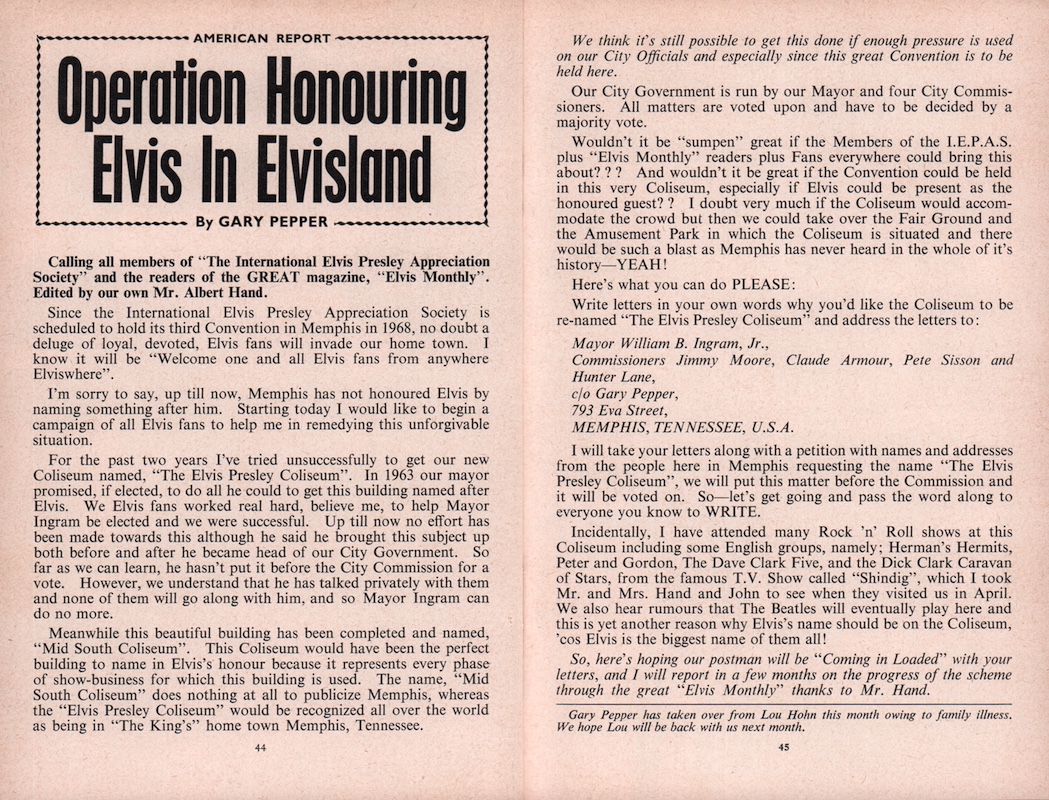 AMERICAN REPORT
Operation Honouring
Elvis In Elvisland
By GARY PEPPER
Calling all members of “The International Elvis Presley Appreciation
Society” and the readers of the GREAT magazine, “Elvis Monthly”.
Edited by our own Mr. Albert Hand.
Since the International Elvis Presley Appreciation Society is
scheduled to hold its third Convention in Memphis in 1968, no doubt a
deluge of loyal, devoted, Elvis fans will invade our home town. I
know it will be “Welcome one and all Elvis fans from anywhere
Elviswhere”.
I’m sorry to say, up till now, Memphis has not honoured Elvis by
naming something after him. Starting today I would like to begin a
campaign of all Elvis fans to help me in remedying this unforgivable
situation.
For the past two years I’ve tried unsuccessfully to get our new
Coliseum named, “The Elvis Presley Coliseum”. In 1963 our mayor
promised, if elected, to do all he could to get this building named after
Elvis. We Elvis fans worked real hard, believe me, to help Mayor
Ingram be elected and we were successful. Up till now no effort has
been made towards this although he said he brought this subject up
both before and after he became head of our City Government. So
far as we can learn, he hasn’t put it before the City Commission for a
vote. However, we understand that he has talked privately with them
and none of them will go along with him, and so Mayor Ingram can
do no more.
Meanwhile this beautiful building has been completed and named,
“Mid South Coliseum”. This Coliseum would have been the perfect
building to name in Elvis’s honour because it represents every phase
of show-business for which this building is used. The name, “Mid
South Coliseum” does nothing at all to publicize Memphis, whereas
the “Elvis Presley Coliseum” would be recognized all over the world
as being in “The King’s” home town Memphis, Tennessee.
44
We think it’s still possible to get this done if enough pressure is used
on our City Officials and especially since this great Convention is to be
held here.
Our City Government is run by our Mayor and four City Commis-
sioners. All matters are voted upon and have to be decided by a
majority vote.
Wouldn’t it be “sumpen” great if the Members of the I.E.P.A.S.
plus “Elvis Monthly” readers plus Fans everywhere could bring this
about? ? ? And wouldn’t it be great if the Convention could be held
in this very Coliseum, especially if Elvis could be present as the
honoured guest? ? I doubt very much if the Coliseum would accom-
modate the crowd but then we could take over the Fair Ground and
the Amusement Park in which the Coliseum is situated and there
would be such a blast as Memphis has never heard in the whole of it’s
history—YEAH!
Here’s what you can do PLEASE:
Write letters in your own words why you’d like the Coliseum to be
re-named “The Elvis Presley Coliseum” and address the letters to:
Mayor William B. Ingram, Jr.,
Commissioners Jimmy Moore, Claude Armour, Pete Sisson and
Hunter Lane,
c/o Gary Pepper,
793 Eva Street,
MEMPHIS, TENNESSEE, U.S.A.
I will take your letters along with a petition with names and addresses
from the people here in Memphis requesting the name “The Elvis
Presley Coliseum”, we will put this matter before the Commission and
it will be voted on. So—let’s get going and pass the word along to
everyone you know to WRITE.
Incidentally, I have attended many Rock ’n’ Roll shows at this
Coliseum including some English groups, namely; Herman’s Hermits,
Peter and Gordon, The Dave Clark Five, and the Dick Clark Caravan
of Stars, from the famous T.V. Show called “Shindig”, which I took
Mr. and Mrs. Hand and John to see when they visited us in April.
We also hear rumours that The Beatles will eventually play here and
this is yet another reason why Elvis’s name should be on the Coliseum,
’cos Elvis is the biggest name of them all!
So, here’s hoping our postman will be “Coming in Loaded” with your
letters, and I will report in a few months on the progress of the scheme
through the great “Elvis Monthly” thanks to Mr. Hand.
Gary Pepper has taken over from Lou Hohn this month owing to family illness.
We hope Lou will be back with us next month.
45